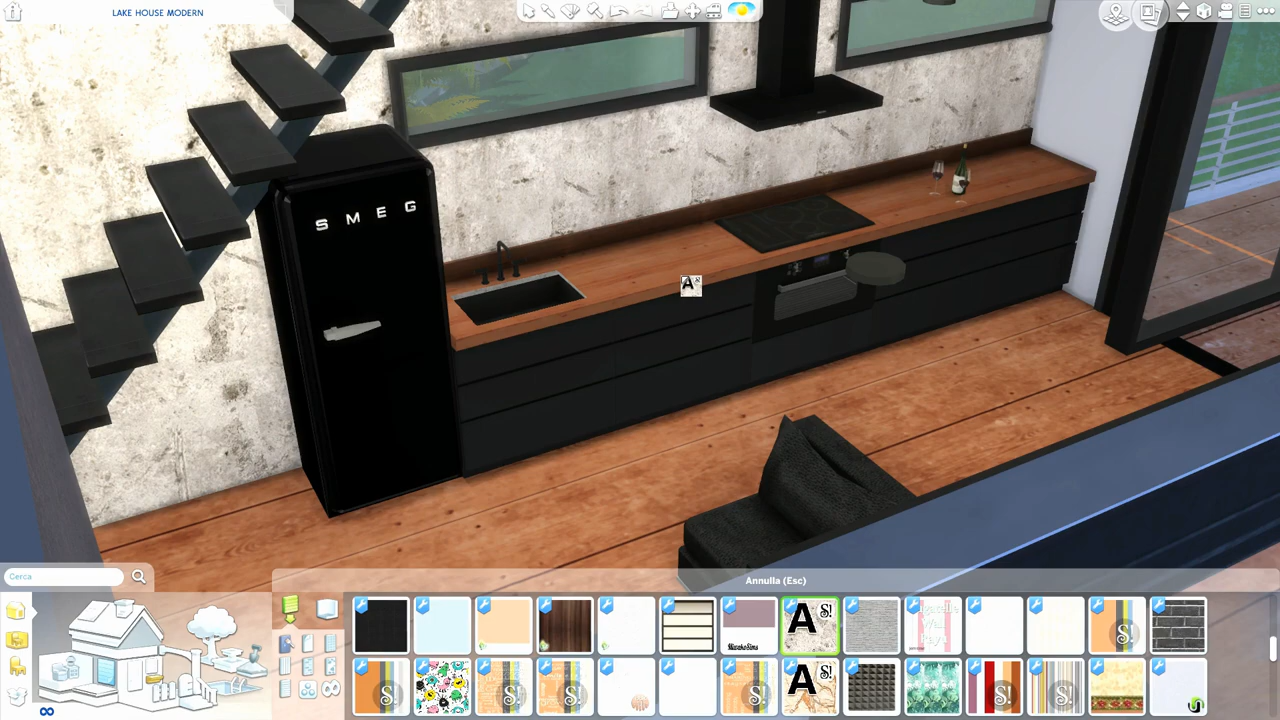 LAKE HOUSE MODERN
SMEG
A S!
Cerca
Annulla (Esc)
A S!
S!
S
S
S
S
A S!
S!
S!